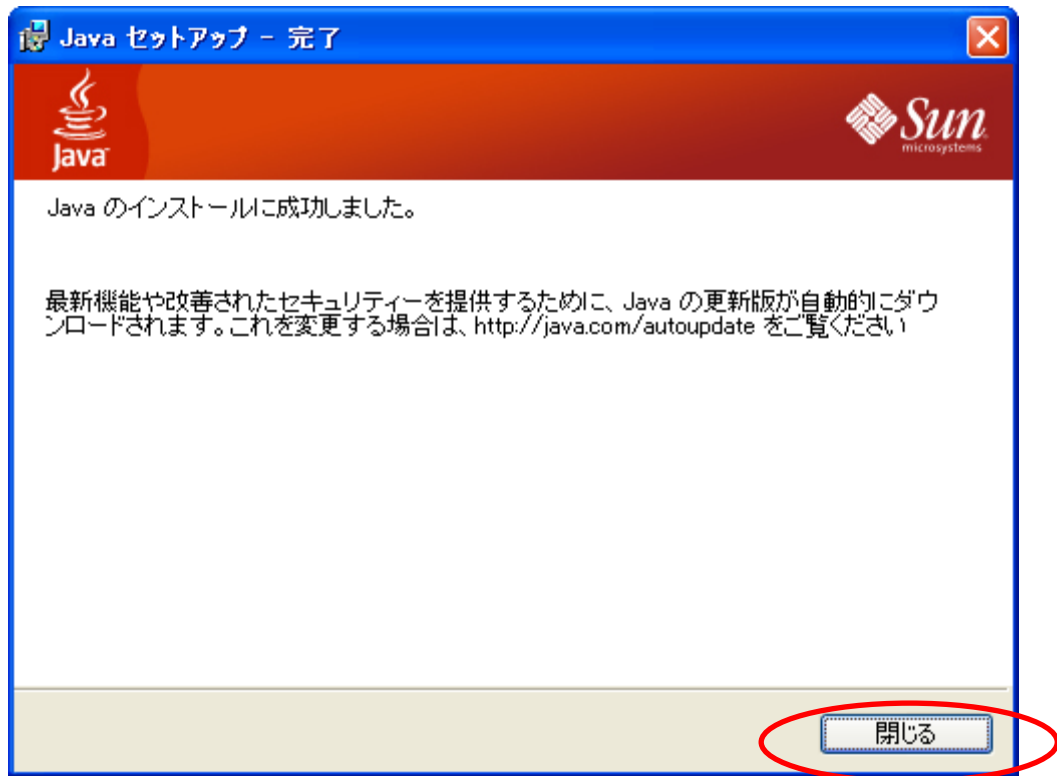 Java セットアップ - 完了
Java
Sun
microsystems
Java のインストールに成功しました。
最新機能や改善されたセキュリティーを提供するために、Java の更新版が自動的にダウ
ンロードされます。これを変更する場合は、http://java.com/autoupdate をご覧ください
閉じる